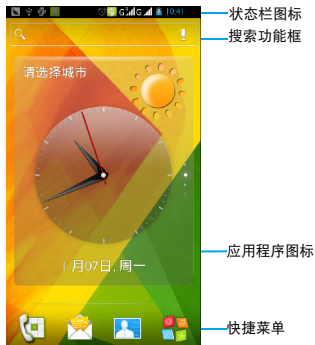 10:41
状态栏图标
搜索功能框
请选择城市
1月07日, 周一
应用程序图标
快捷菜单